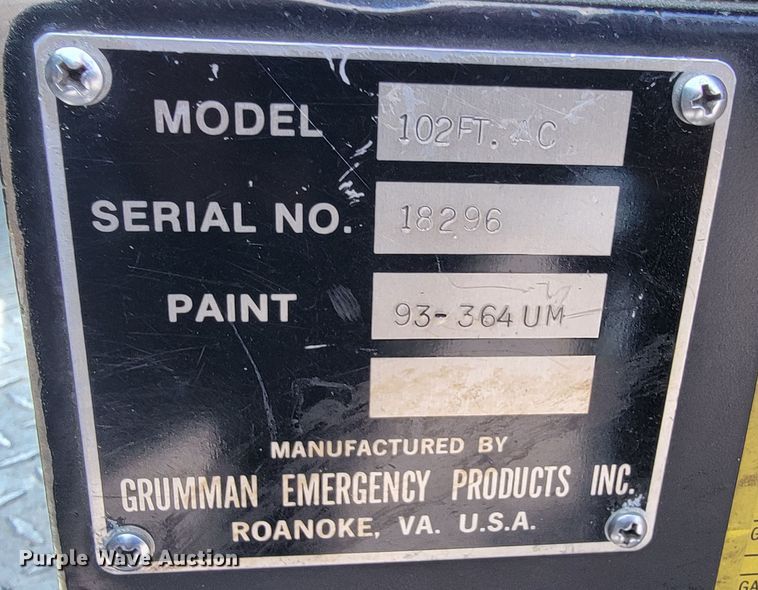 MODEL 102FT. AC
SERIAL NO. 18296
PAINT 93-364UM
MANUFACTURED BY
GRUMMAN EMERGENCY PRODUCTS INC.
ROANOKE, VA. U.S.A.
Purple Wave Auction